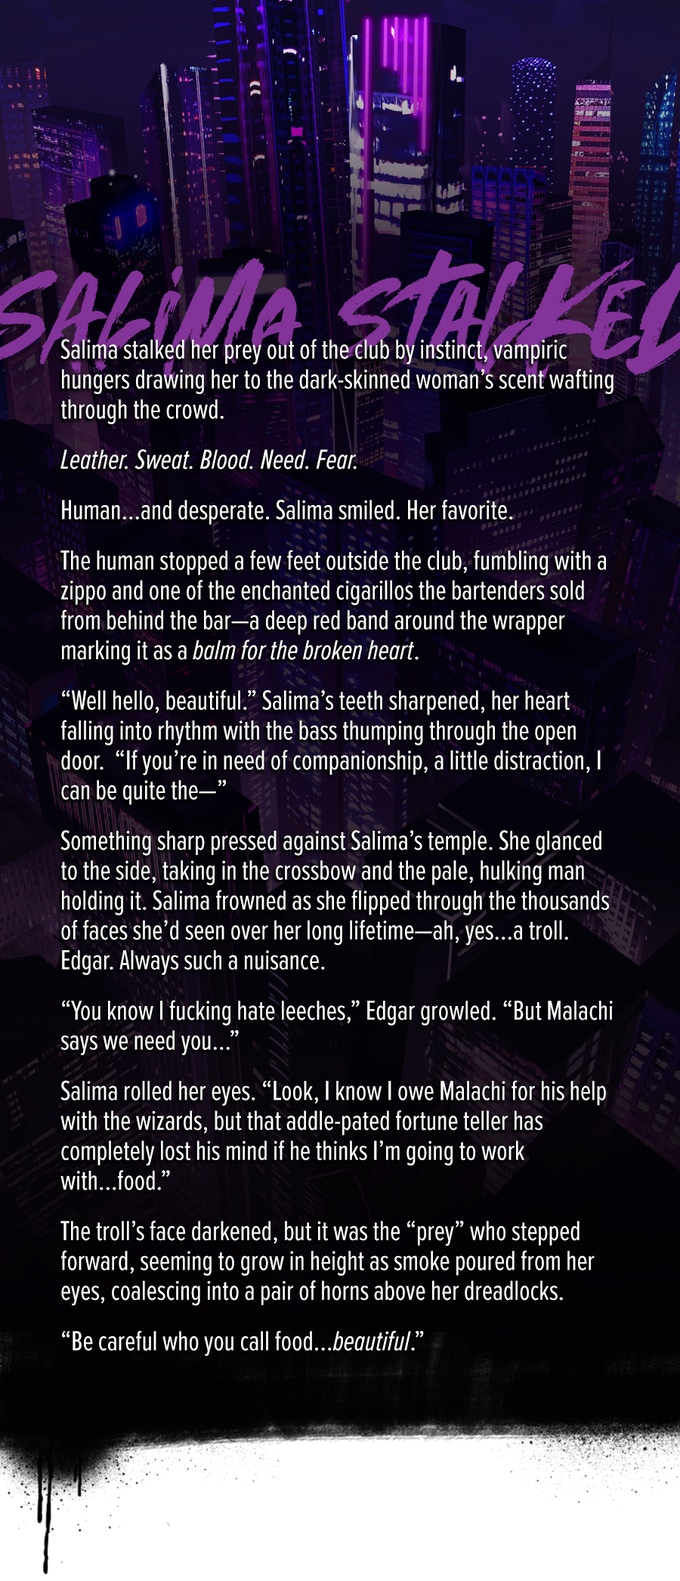 SALIMA STALKED
Salima stalked her prey out of the club by instinct, vampiric
hungers drawing her to the dark-skinned woman’s scent wafting
through the crowd.
Leather. Sweat. Blood. Need. Fear.
Human...and desperate. Salima smiled. Her favorite.
The human stopped a few feet outside the club, fumbling with a
zippo and one of the enchanted cigarillos the bartenders sold
from behind the bar—a deep red band around the wrapper
marking it as a balm for the broken heart.
“Well hello, beautiful.” Salima’s teeth sharpened, her heart
falling into rhythm with the bass thumping through the open
door.  “If you’re in need of companionship, a little distraction, I
can be quite the—”
Something sharp pressed against Salima’s temple. She glanced
to the side, taking in the crossbow and the pale, hulking man
holding it. Salima frowned as she flipped through the thousands
of faces she’d seen over her long lifetime—ah, yes...a troll.
Edgar. Always such a nuisance.
“You know I fucking hate leeches,” Edgar growled. “But Malachi
says we need you...”
Salima rolled her eyes. “Look, I know I owe Malachi for his help
with the wizards, but that addle-pated fortune teller has
completely lost his mind if he thinks I’m going to work
with...food.”
The troll’s face darkened, but it was the “prey” who stepped
forward, seeming to grow in height as smoke poured from her
eyes, coalescing into a pair of horns above her dreadlocks.
“Be careful who you call food...beautiful.”